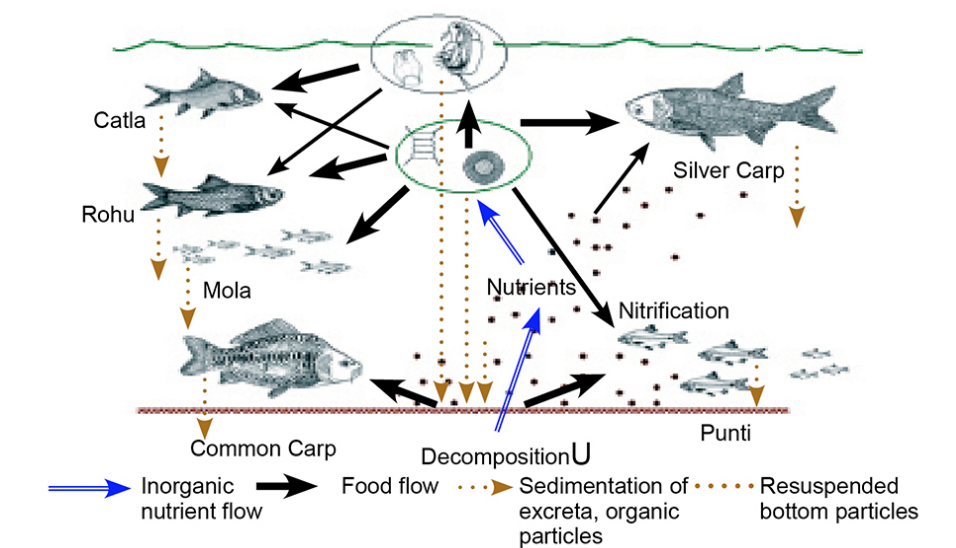 Catla
Silver Carp
Rohu
Nutrients
Mola
Nitrification
Punti
Common Carp
DecompositionU
Inorganic
nutrient flow
Food flow
Sedimentation of
excreta, organic
particles
Resuspended
bottom particles